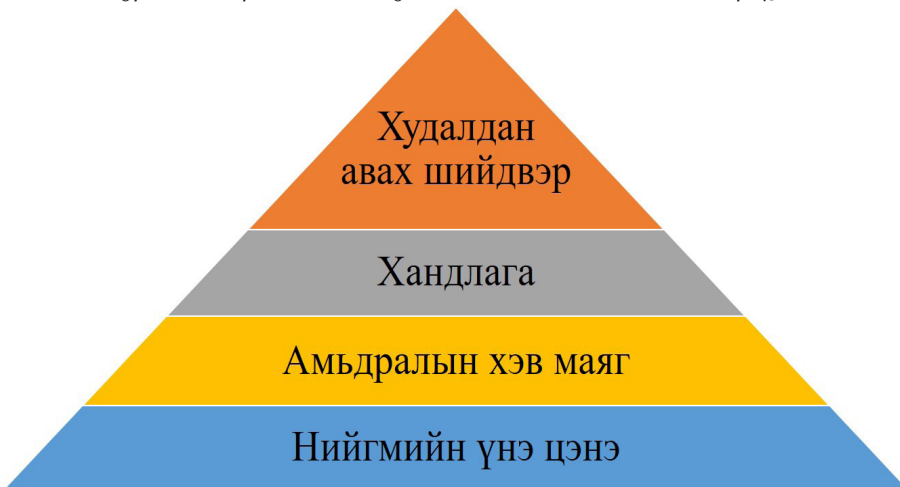 Худалдан
авах шийдвэр
Хандлага
Амьдралын хэв маяг
Нийгмийн үнэ цэнэ